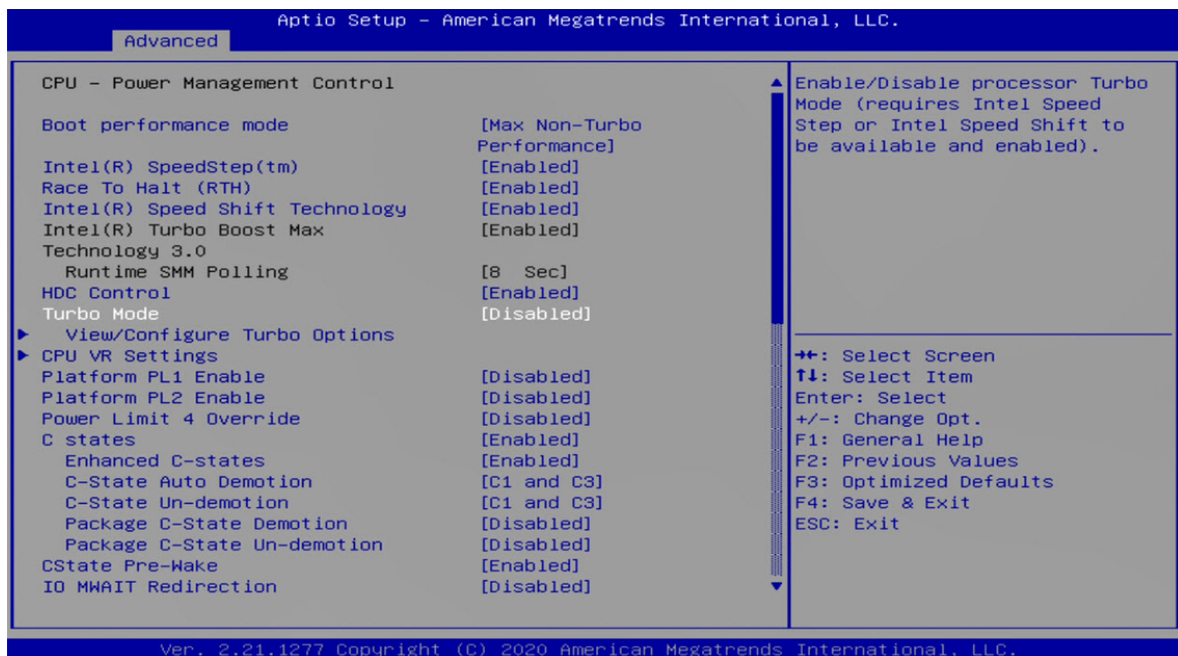 Aptio Setup – American Megatrends International, LLC.
Advanced
CPU – Power Management Control
Boot performance mode [Max Non-Turbo
Performance]
Intel(R) SpeedStep(tm) [Enabled]
Race To Halt (RTH) [Enabled]
Intel(R) Speed Shift Technology [Enabled]
Intel(R) Turbo Boost Max [Enabled]
Technology 3.0
Runtime SMM Polling [8 Sec]
HDC Control [Enabled]
Turbo Mode [Disabled]
View/Configure Turbo Options
CPU VR Settings
Platform PL1 Enable [Disabled]
Platform PL2 Enable [Disabled]
Power Limit 4 Override [Disabled]
C states [Enabled]
Enhanced C-states [Enabled]
C-State Auto Demotion [C1 and C3]
C-State Un-demotion [C1 and C3]
Package C-State Demotion [Disabled]
Package C-State Un-demotion [Disabled]
CState Pre-Wake [Enabled]
IO MWAIT Redirection [Disabled]
Enable/Disable processor Turbo
Mode (requires Intel Speed
Step or Intel Speed Shift to
be available and enabled).
→←: Select Screen
↑↓: Select Item
Enter: Select
+/-: Change Opt.
F1: General Help
F2: Previous Values
F3: Optimized Defaults
F4: Save & Exit
ESC: Exit
Ver. 2.21.1277 Copyright (C) 2020 American Megatrends International, LLC.